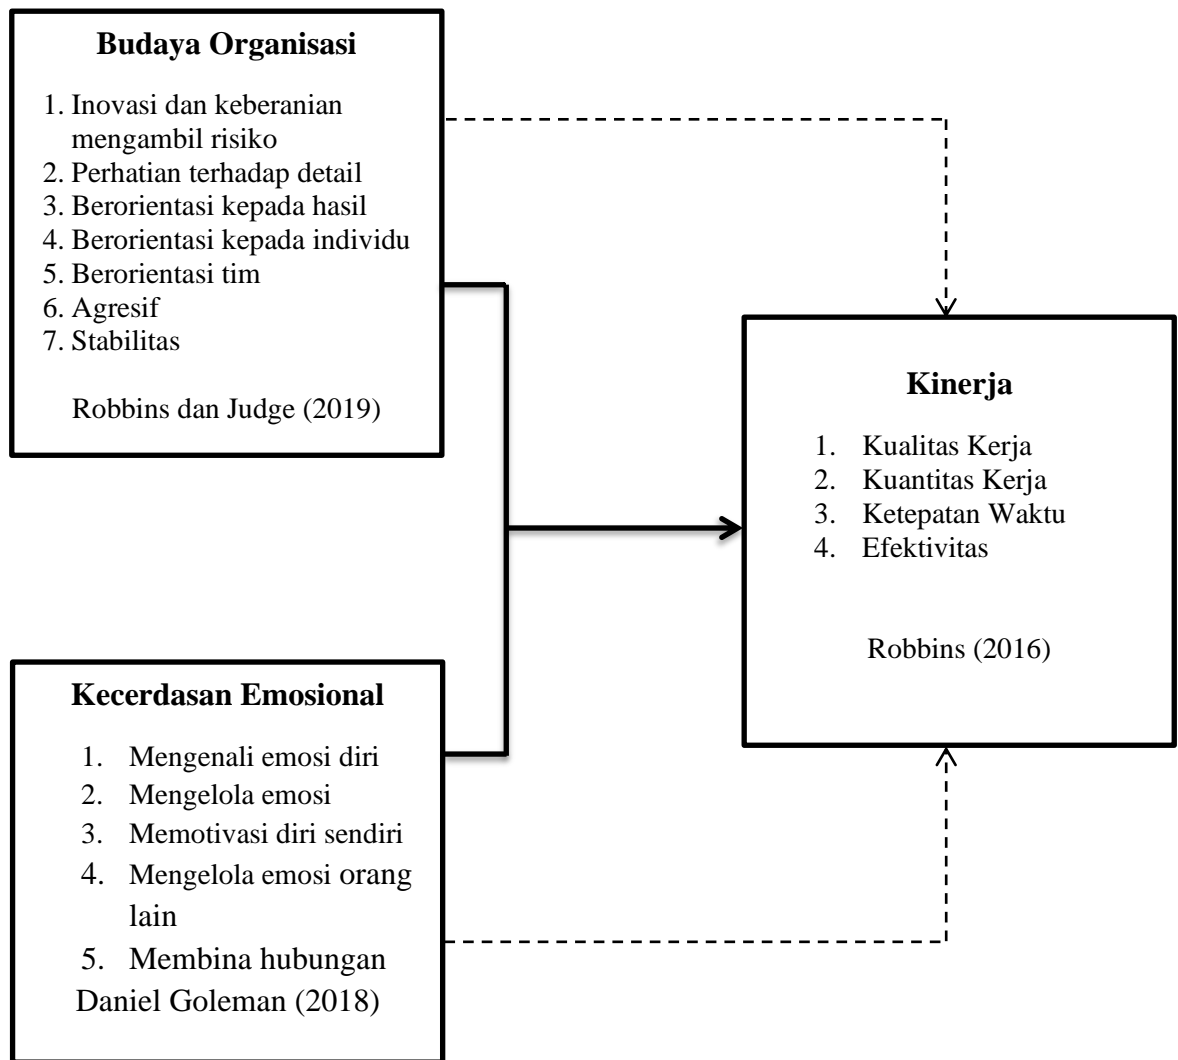 Budaya Organisasi
1. Inovasi dan keberanian
mengambil risiko
2. Perhatian terhadap detail
3. Berorientasi kepada hasil
4. Berorientasi kepada individu
5. Berorientasi tim
6. Agresif
7. Stabilitas
Robbins dan Judge (2019)
Kinerja
1. Kualitas Kerja
2. Kuantitas Kerja
3. Ketepatan Waktu
4. Efektivitas
Robbins (2016)
Kecerdasan Emosional
1. Mengenali emosi diri
2. Mengelola emosi
3. Memotivasi diri sendiri
4. Mengelola emosi orang
lain
5. Membina hubungan
Daniel Goleman (2018)